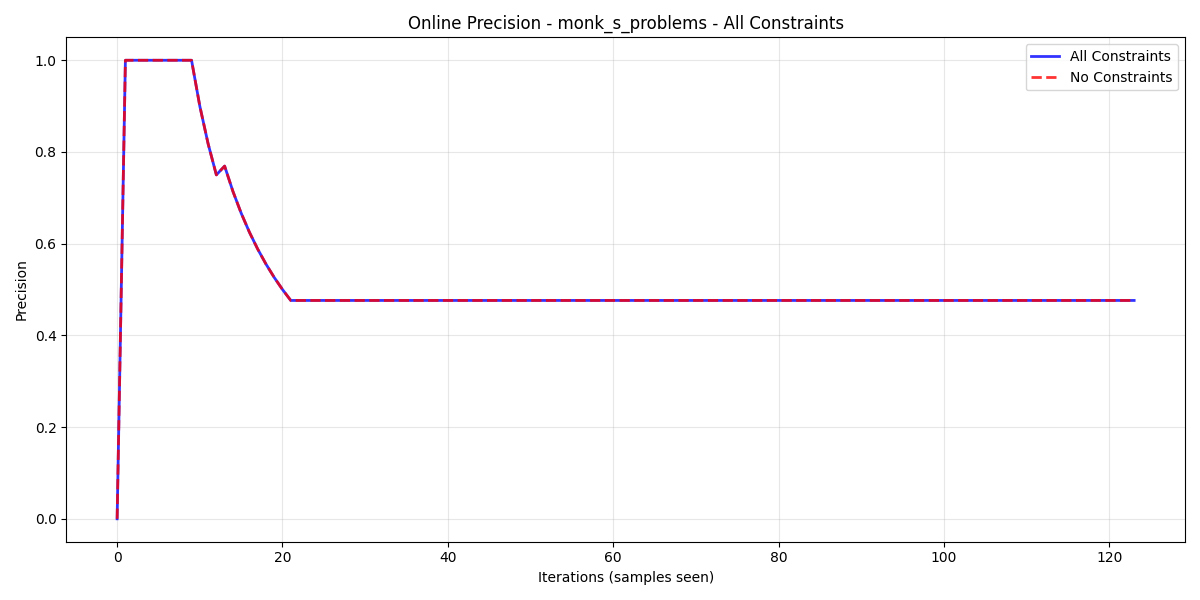 Online Precision - monk_s_problems - All Constraints
All Constraints
No Constraints
Precision
1.0
0.8
0.6
0.4
0.2
0.0
0 20 40 60 80 100 120
Iterations (samples seen)